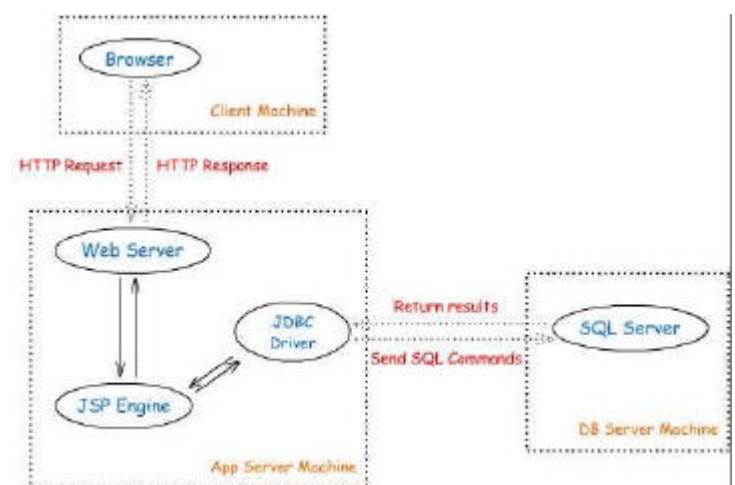 Browser
Client Machine
HTTP Request
HTTP Response
Web Server
Return results
JDBC
Driver
SQL Server
Send SQL Commands
JSP Engine
DB Server Machine
App Server Machine